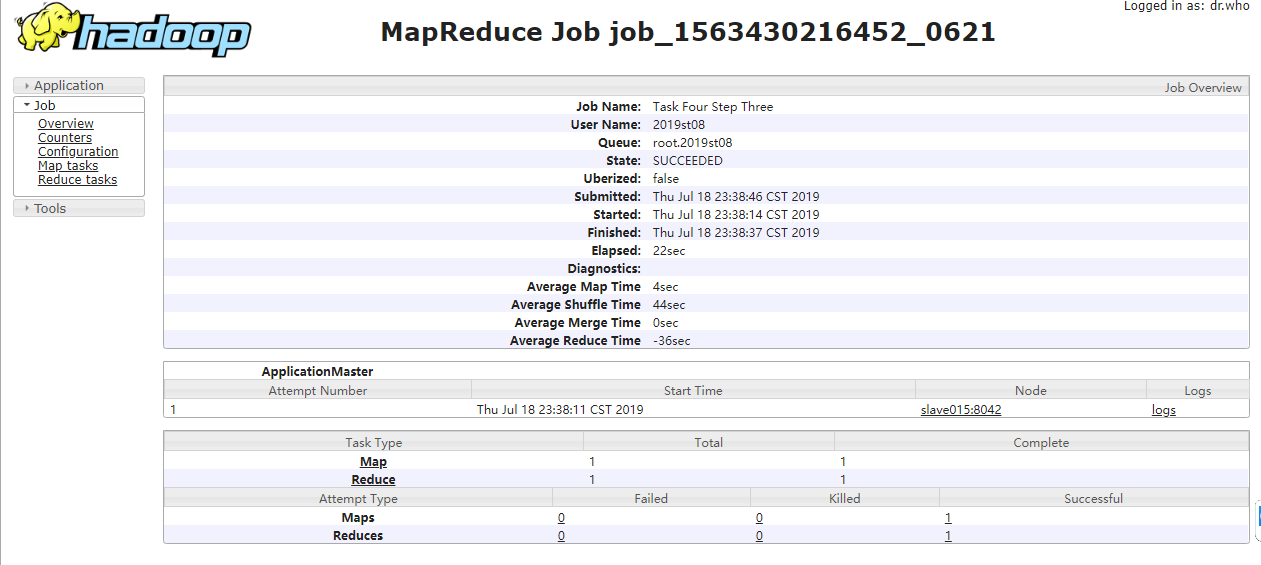 Logged in as: dr.who
hadoop
MapReduce Job job_1563430216452_0621
Application
Job
Overview
Counters
Configuration
Map tasks
Reduce tasks
Tools
Job Overview
Job Name: Task Four Step Three
User Name: 2019st08
Queue: root.2019st08
State: SUCCEEDED
Uberized: false
Submitted: Thu Jul 18 23:38:46 CST 2019
Started: Thu Jul 18 23:38:14 CST 2019
Finished: Thu Jul 18 23:38:37 CST 2019
Elapsed: 22sec
Diagnostics:
Average Map Time 4sec
Average Shuffle Time 44sec
Average Merge Time 0sec
Average Reduce Time -36sec
ApplicationMaster
Attempt Number Start Time Node Logs
1 Thu Jul 18 23:38:11 CST 2019 slave015:8042 logs
Task Type Total Complete
Map 1 1
Reduce 1 1
Attempt Type Failed Killed Successful
Maps 0 0 1
Reduces 0 0 1